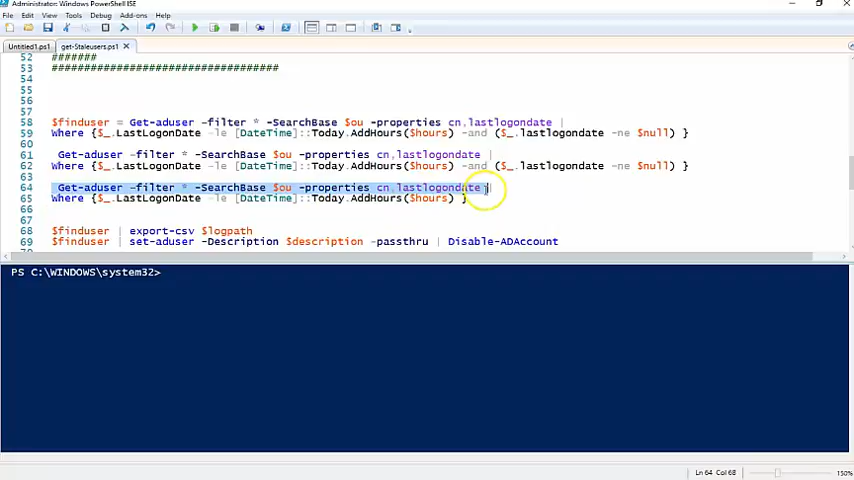 Administrator: Windows PowerShell ISE
File Edit View Tools Debug Add-ons Help
Untitled1.ps1 get-Staleusers.ps1
52 #######
53 #################################
54
55
56
57
58 $finduser = Get-aduser –filter * -SearchBase $ou -properties cn,lastlogondate |
59 Where {$_.LastLogonDate –le [DateTime]::Today.AddHours($hours) -and ($_.lastlogondate -ne $null) }
60
61 Get-aduser –filter * -SearchBase $ou -properties cn,lastlogondate |
62 Where {$_.LastLogonDate –le [DateTime]::Today.AddHours($hours) -and ($_.lastlogondate -ne $null) }
63
64 Get-aduser –filter * -SearchBase $ou -properties cn,lastlogondate |
65 Where {$_.LastLogonDate –le [DateTime]::Today.AddHours($hours) }
66
67
68 $finduser | export-csv $logpath
69 $finduser | set-aduser -Description $description -passthru | Disable-ADAccount
PS C:\WINDOWS\system32>
Ln 64 Col 68 150%